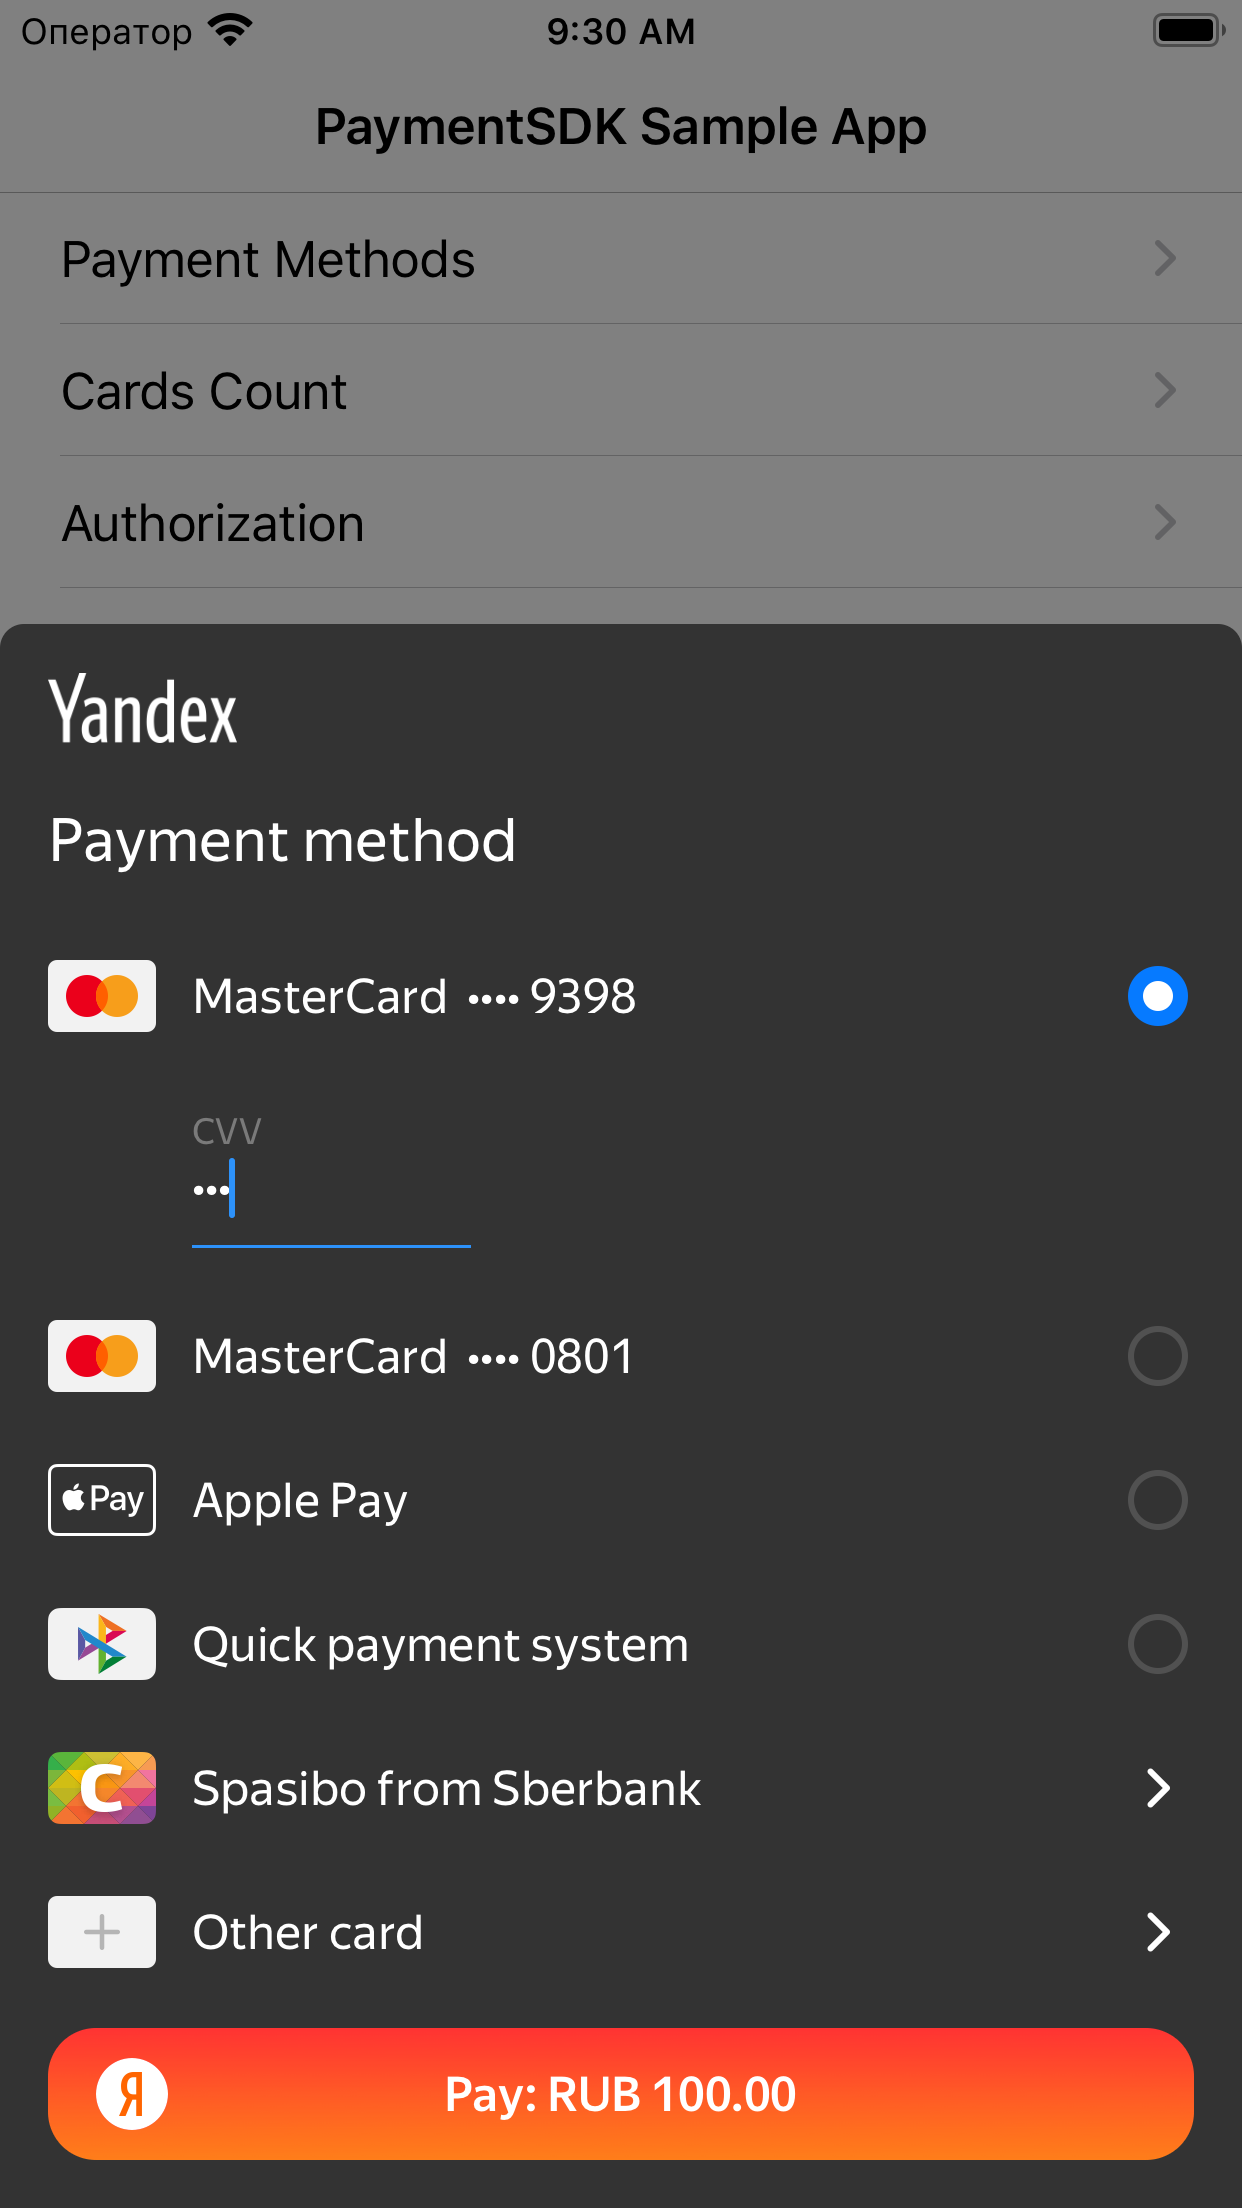 Оператор 9:30 AM
PaymentSDK Sample App
Payment Methods
Cards Count
Authorization
Yandex
Payment method
MasterCard •••• 9398
CVV
•••
MasterCard •••• 0801
Pay Apple Pay
Quick payment system
C Spasibo from Sberbank
Other card
Я Pay: RUB 100.00